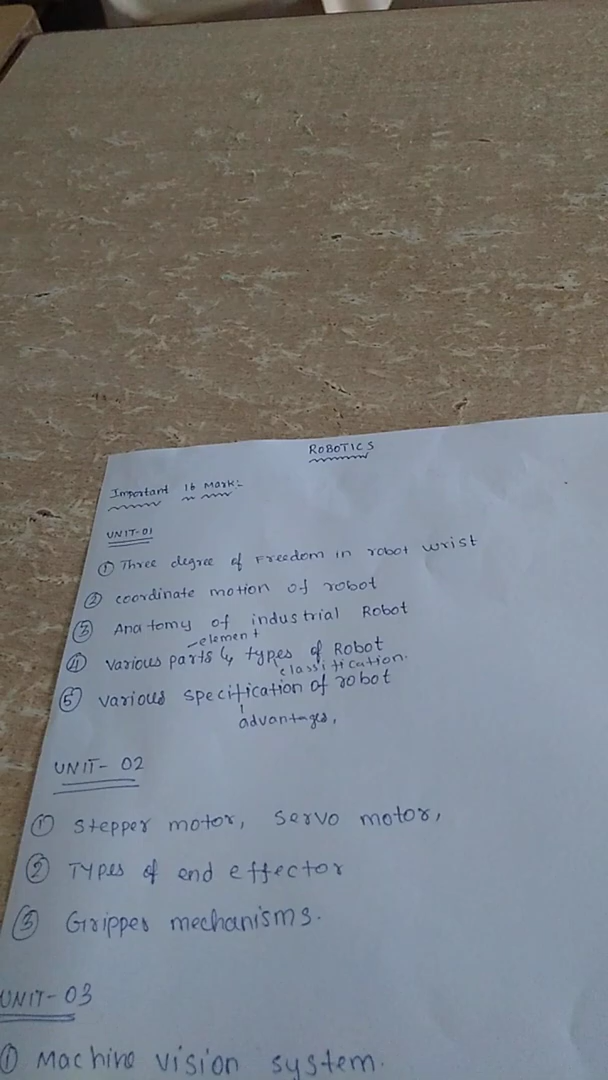 ROBOTICS
Important 16 Mark:-
UNIT-01
① Three degree of Freedom in robot wrist
② coordinate motion of robot
③ Anatomy of industrial Robot
element
④ Various parts & types of Robot
classification.
⑤ Various specification of robot
advantages,
UNIT- 02
① Stepper motor, Servo motor,
② Types of end effector
③ Gripper mechanisms.
UNIT-03
① Machine vision system.